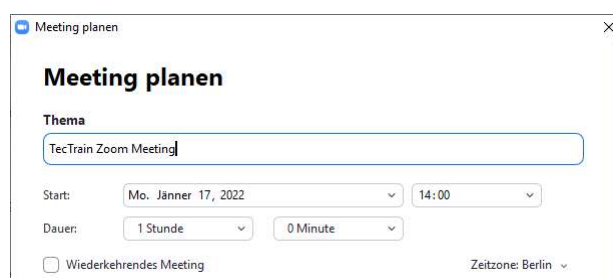 Meeting planen
Meeting planen
Thema
TecTrain Zoom Meeting
Start: Mo. Jänner 17, 2022 14:00
Dauer: 1 Stunde 0 Minute
Wiederkehrendes Meeting Zeitzone: Berlin